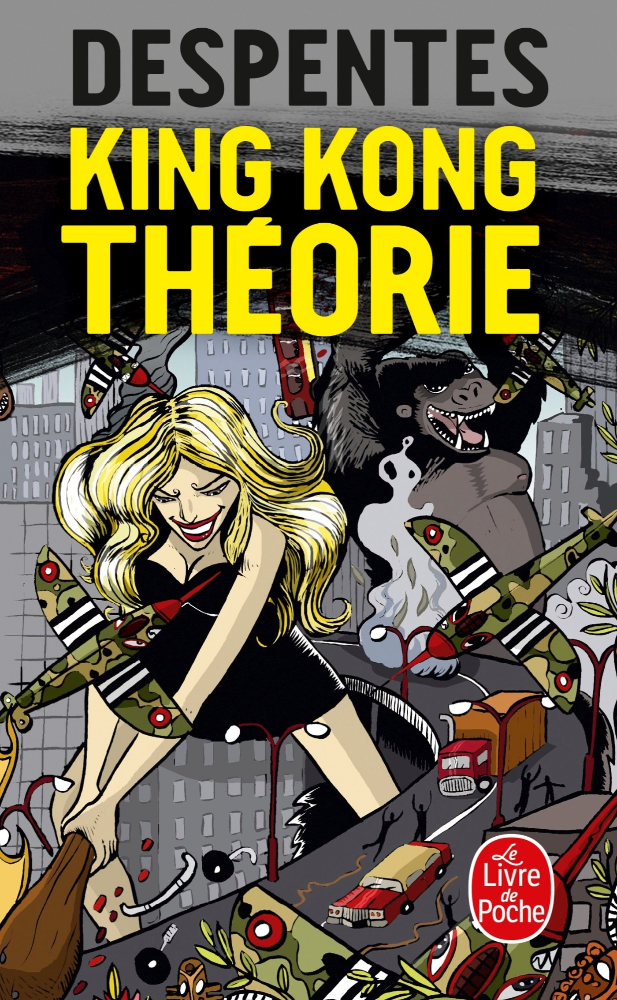 DESPENTES
KING KONG
THÉORIE
Le
Livre
de
Poche